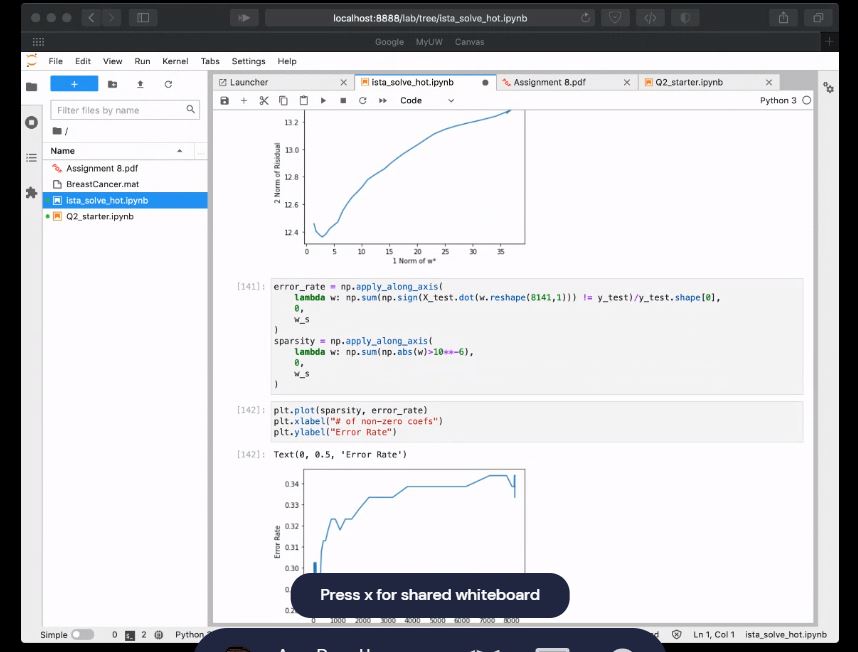 localhost:8888/lab/tree/ista_solve_hot.ipynb
Google MyUW Canvas
File Edit View Run Kernel Tabs Settings Help
Launcher
ista_solve_hot.ipynb
Assignment 8.pdf
Q2_starter.ipynb
Code
Python 3
Filter files by name
/
Name
Assignment 8.pdf
BreastCancer.mat
ista_solve_hot.ipynb
Q2_starter.ipynb
13.2
13.0
12.8
12.6
12.4
2 Norm of Risidual
0 5 10 15 20 25 30 35
1 Norm of w*
[141]: error_rate = np.apply_along_axis(
lambda w: np.sum(np.sign(X_test.dot(w.reshape(8141,1))) != y_test)/y_test.shape[0],
0,
w_s
)
sparsity = np.apply_along_axis(
lambda w: np.sum(np.abs(w)>10**-6),
0,
w_s
)
[142]: plt.plot(sparsity, error_rate)
plt.xlabel("# of non-zero coefs")
plt.ylabel("Error Rate")
[142]: Text(0, 0.5, 'Error Rate')
0.34
0.33
0.32
0.31
0.30
Error Rate
Press x for shared whiteboard
0 1000 2000 3000 4000 5000 6000 7000 8000
Simple 0 2 Python
Ln 1, Col 1 ista_solve_hot.ipynb